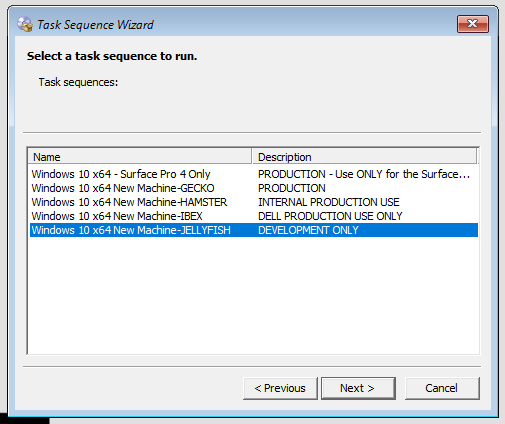 Task Sequence Wizard
Select a task sequence to run.
Task sequences:
Name Description
Windows 10 x64 - Surface Pro 4 Only PRODUCTION - Use ONLY for the Surface...
Windows 10 x64 New Machine-GECKO PRODUCTION
Windows 10 x64 New Machine-HAMSTER INTERNAL PRODUCTION USE
Windows 10 x64 New Machine-IBEX DELL PRODUCTION USE ONLY
Windows 10 x64 New Machine-JELLYFISH DEVELOPMENT ONLY
< Previous Next > Cancel